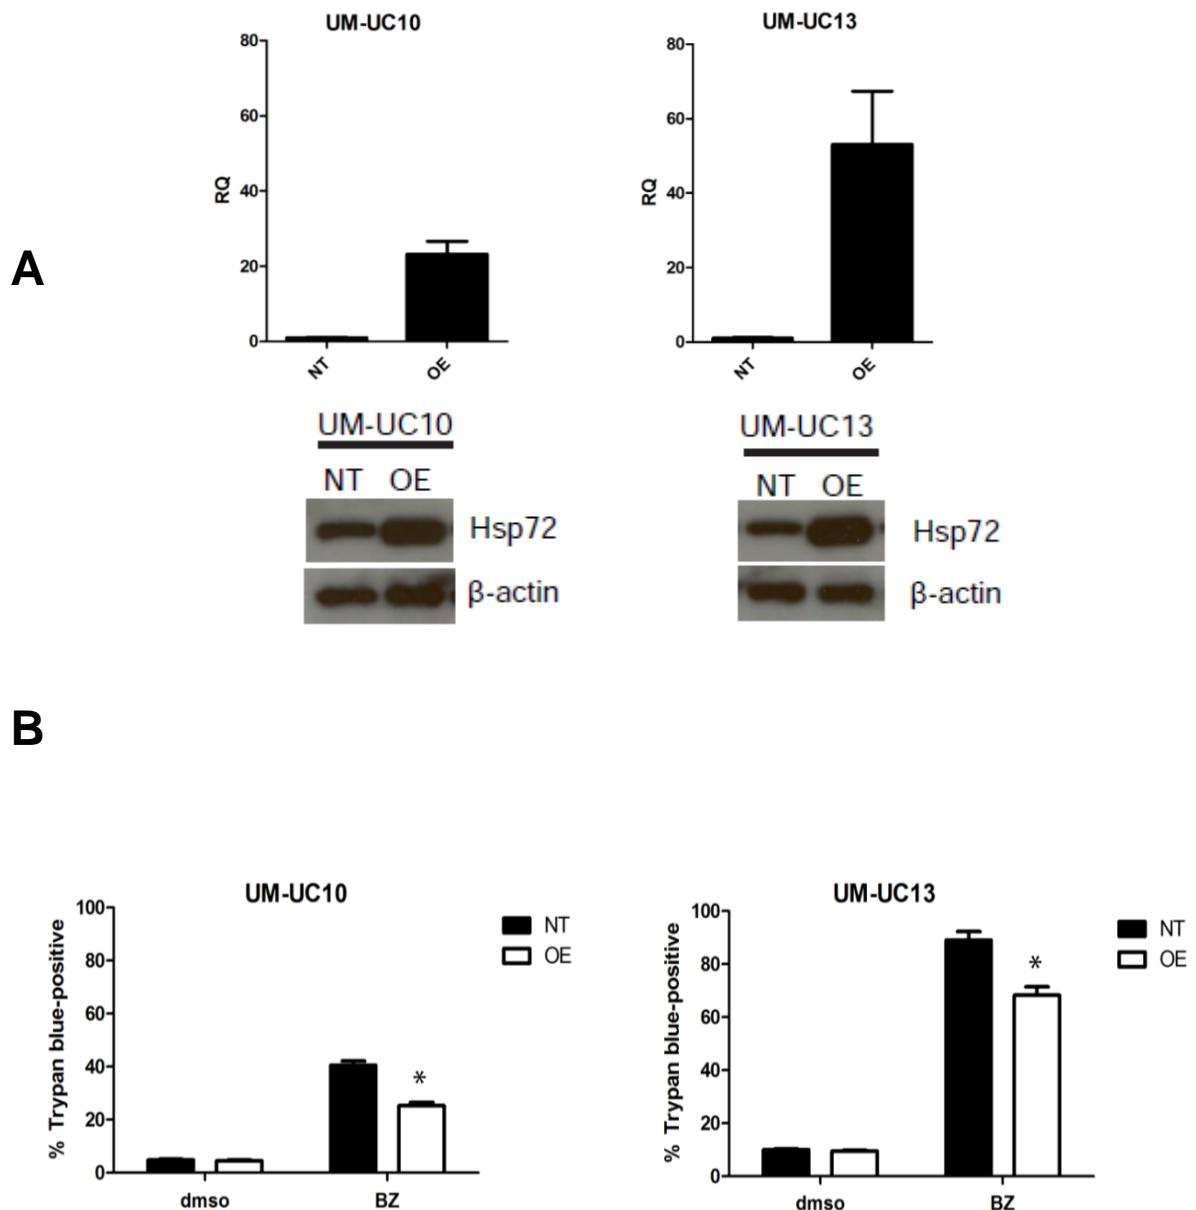 A
UM-UC10
80
60
40
20
0
RQ
NT
OE
UM-UC13
80
60
40
20
0
RQ
NT
OE
UM-UC10
NT OE
Hsp72
β-actin
UM-UC13
NT OE
Hsp72
β-actin
B
UM-UC10
100
80
60
40
20
0
% Trypan blue-positive
*
dmso
BZ
NT
OE
UM-UC13
100
80
60
40
20
0
% Trypan blue-positive
*
dmso
BZ
NT
OE